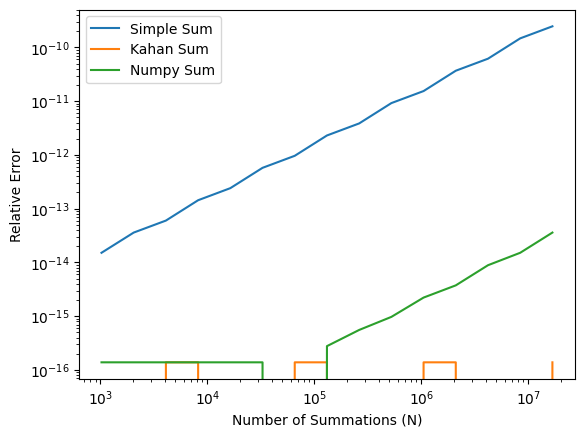 Simple Sum
Kahan Sum
Numpy Sum
10⁻¹⁰
10⁻¹¹
10⁻¹²
10⁻¹³
10⁻¹⁴
10⁻¹⁵
10⁻¹⁶
Relative Error
10³ 10⁴ 10⁵ 10⁶ 10⁷
Number of Summations (N)